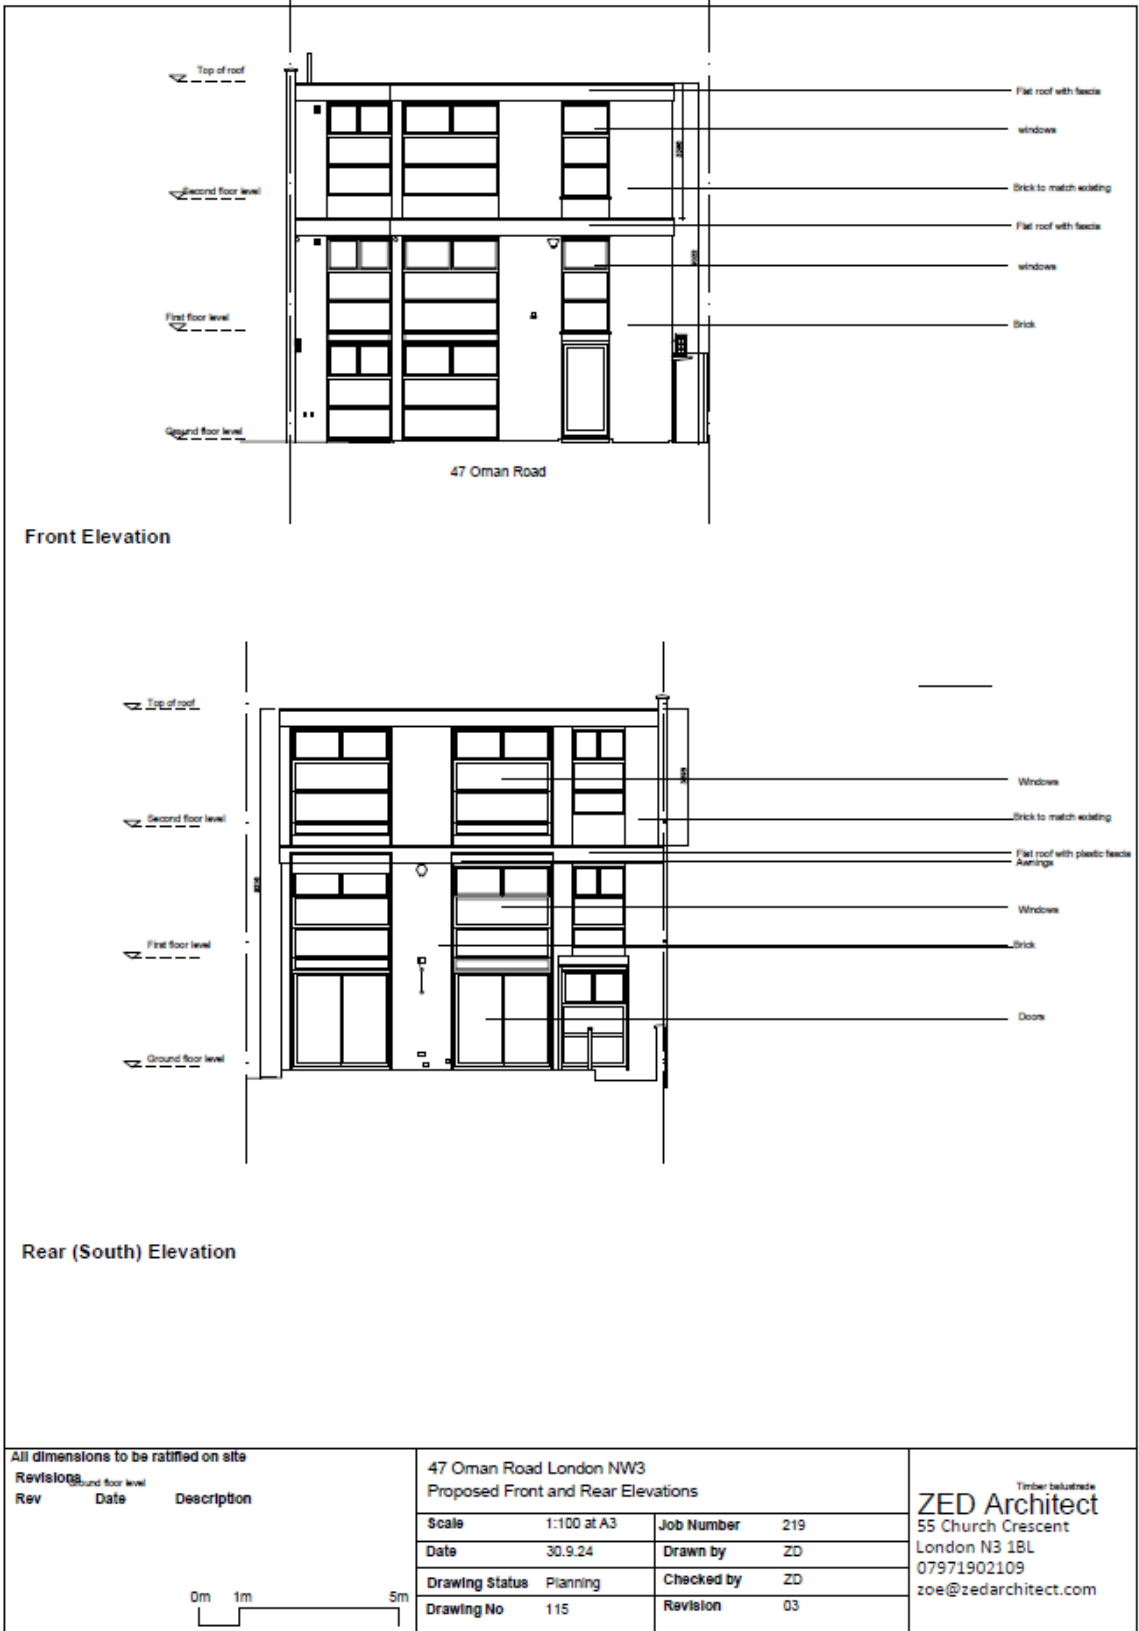 Top of roof
Flat roof with fascia
windows
Second floor level
Brick to match existing
Flat roof with fascia
windows
First floor level
Brick
Ground floor level
47 Oman Road
Front Elevation
Top of roof
Windows
Second floor level
Brick to match existing
Flat roof with plastic fascia
Awnings
Windows
First floor level
Brick
Doors
Ground floor level
Rear (South) Elevation
All dimensions to be ratified on site
Revisions
Ground floor level
Rev Date Description
0m 1m 5m
47 Oman Road London NW3
Proposed Front and Rear Elevations
Scale 1:100 at A3 Job Number 219
Date 30.9.24 Drawn by ZD
Drawing Status Planning Checked by ZD
Drawing No 115 Revision 03
Timber balustrade
ZED Architect
55 Church Crescent
London N3 1BL
07971902109
zoe@zedarchitect.com